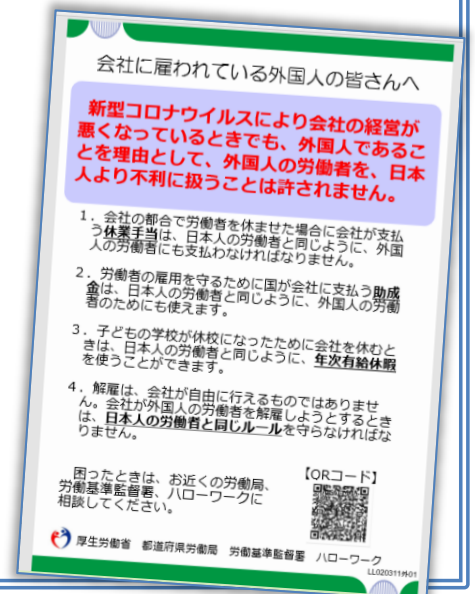 会社に雇われている外国人の皆さんへ
新型コロナウイルスにより会社の経営が
悪くなっているときでも、外国人であるこ
とを理由として、外国人の労働者を、日本
人より不利に扱うことは許されません。
1．会社の都合で労働者を休ませた場合に会社が支払
う休業手当は、日本人の労働者と同じように、外国
人の労働者にも支払わなければなりません。
2．労働者の雇用を守るために国が会社に支払う助成
金は、日本人の労働者と同じように、外国人の労働
者のためにも使えます。
3．子どもの学校が休校になったために会社を休むと
きは、日本人の労働者と同じように、年次有給休暇
を使うことができます。
4．解雇は、会社が自由に行えるものではありませ
ん。会社が外国人の労働者を解雇しようとするとき
は、日本人の労働者と同じルールを守らなければな
りません。
困ったときは、お近くの労働局、
労働基準監督署、ハローワークに
相談してください。
【QRコード】
厚生労働省 都道府県労働局 労働基準監督署 ハローワーク
LL020311外01